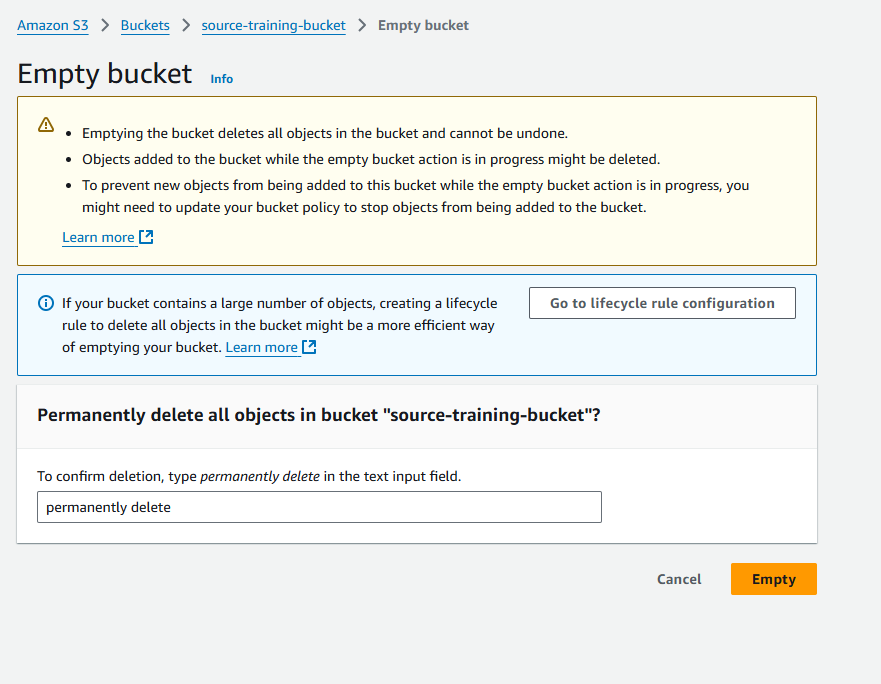 Amazon S3 > Buckets > source-training-bucket > Empty bucket
Empty bucket Info
• Emptying the bucket deletes all objects in the bucket and cannot be undone.
• Objects added to the bucket while the empty bucket action is in progress might be deleted.
• To prevent new objects from being added to this bucket while the empty bucket action is in progress, you
might need to update your bucket policy to stop objects from being added to the bucket.
Learn more
If your bucket contains a large number of objects, creating a lifecycle
rule to delete all objects in the bucket might be a more efficient way
of emptying your bucket. Learn more
Go to lifecycle rule configuration
Permanently delete all objects in bucket "source-training-bucket"?
To confirm deletion, type permanently delete in the text input field.
permanently delete
Cancel Empty